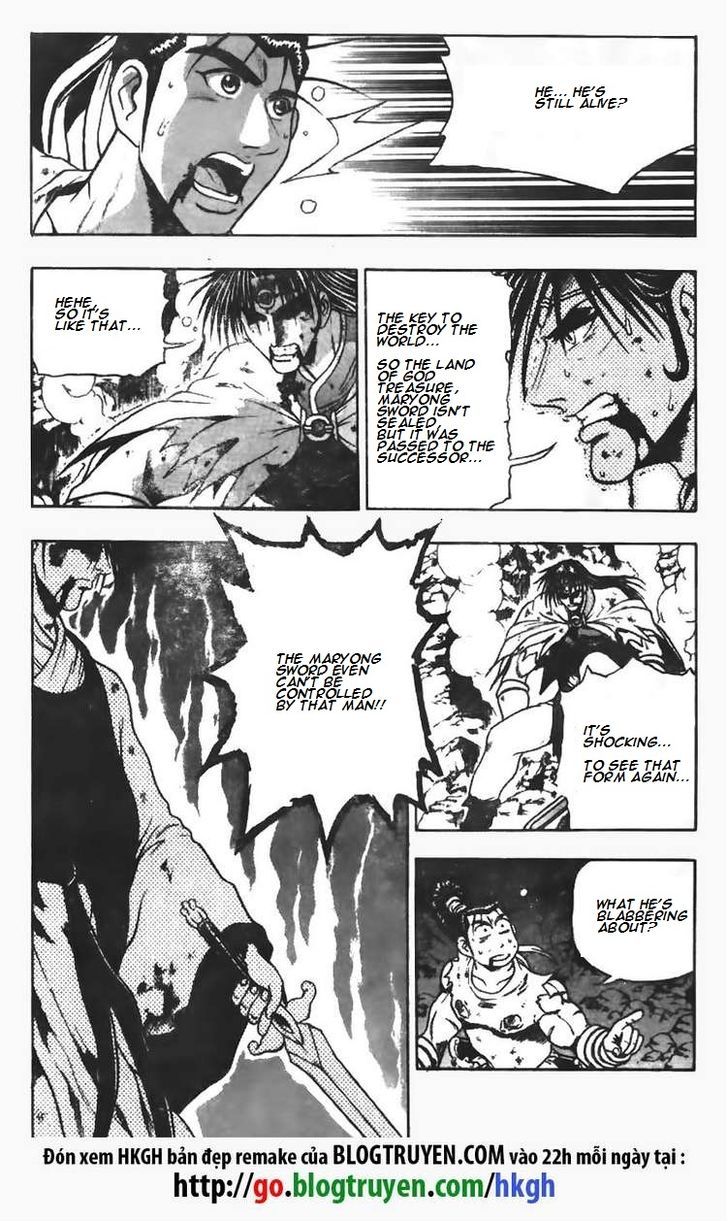 HE... HE'S
STILL ALIVE?
HEHE,
SO IT'S
LIKE THAT...
THE KEY TO
DESTROY THE
WORLD...
SO THE LAND
OF GOD
TREASURE,
MARYONG
SWORD ISN'T
SEALED,
BUT IT WAS
PASSED TO THE
SUCCESSOR...
THE MARYONG
SWORD EVEN
CAN'T BE
CONTROLLED
BY THAT MAN!!
IT'S
SHOCKING...
TO SEE THAT
FORM AGAIN...
WHAT HE'S
BLABBERING
ABOUT?
Đón xem HKGH bản đẹp remake của BLOGTRUYEN.COM vào 22h mỗi ngày tại :
http://go.blogtruyen.com/hkgh